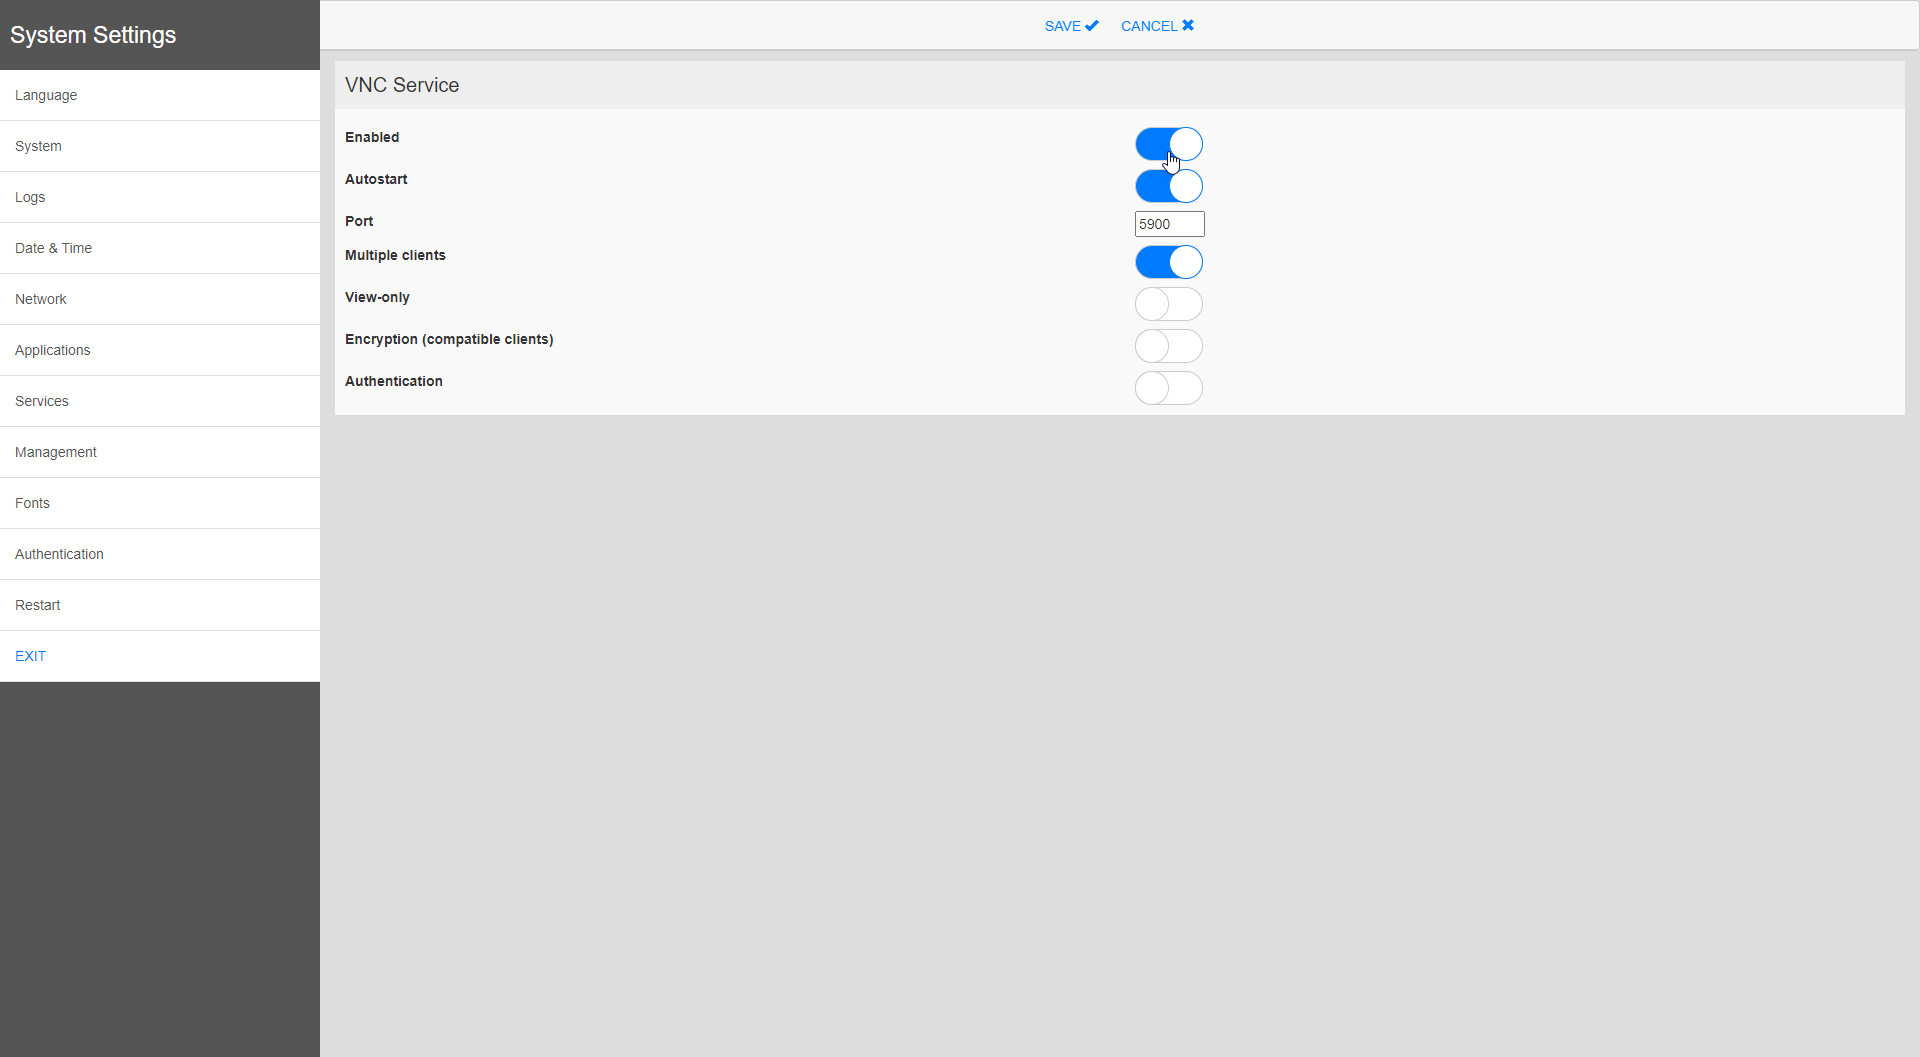 System Settings
Language
System
Logs
Date & Time
Network
Applications
Services
Management
Fonts
Authentication
Restart
EXIT
SAVE CANCEL
VNC Service
Enabled
Autostart
Port 5900
Multiple clients
View-only
Encryption (compatible clients)
Authentication